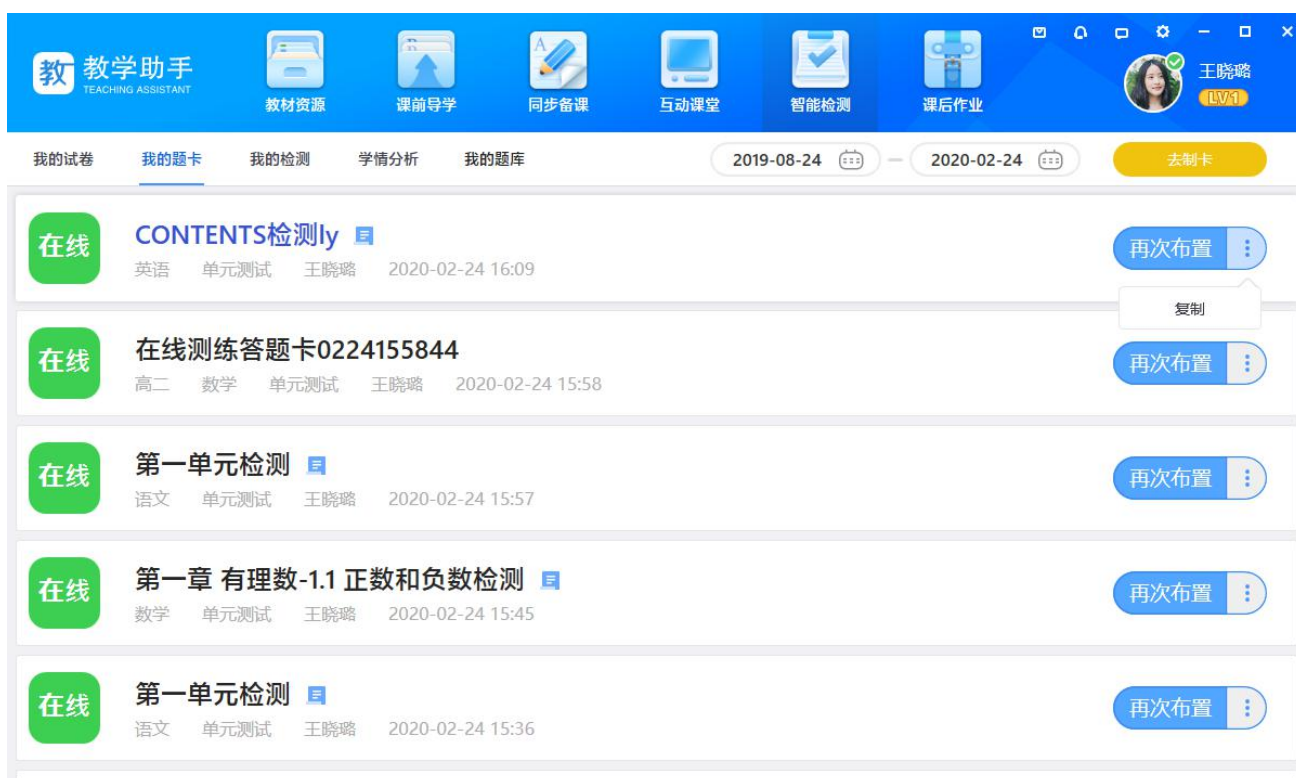 教 教学助手
TEACHING ASSISTANT
教材资源 课前导学 同步备课 互动课堂 智能检测 课后作业
王晓璐
LV1
我的试卷 我的题卡 我的检测 学情分析 我的题库 2019-08-24 — 2020-02-24 去制卡
在线 CONTENTS检测ly 再次布置
英语 单元测试 王晓璐 2020-02-24 16:09
复制
在线 在线测练答题卡0224155844 再次布置
高二 数学 单元测试 王晓璐 2020-02-24 15:58
在线 第一单元检测 再次布置
语文 单元测试 王晓璐 2020-02-24 15:57
在线 第一章 有理数-1.1 正数和负数检测 再次布置
数学 单元测试 王晓璐 2020-02-24 15:45
在线 第一单元检测 再次布置
语文 单元测试 王晓璐 2020-02-24 15:36